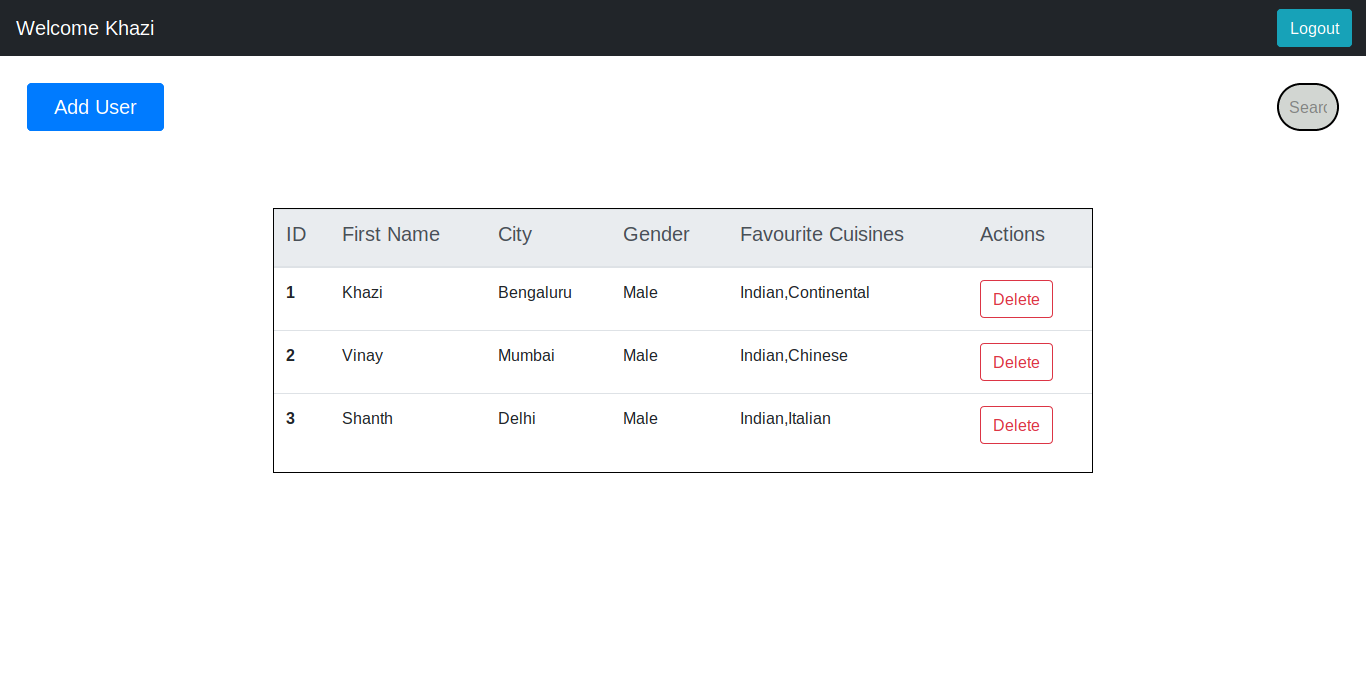 Welcome Khazi Logout
Add User Searc
ID First Name City Gender Favourite Cuisines Actions
1 Khazi Bengaluru Male Indian,Continental Delete
2 Vinay Mumbai Male Indian,Chinese Delete
3 Shanth Delhi Male Indian,Italian Delete